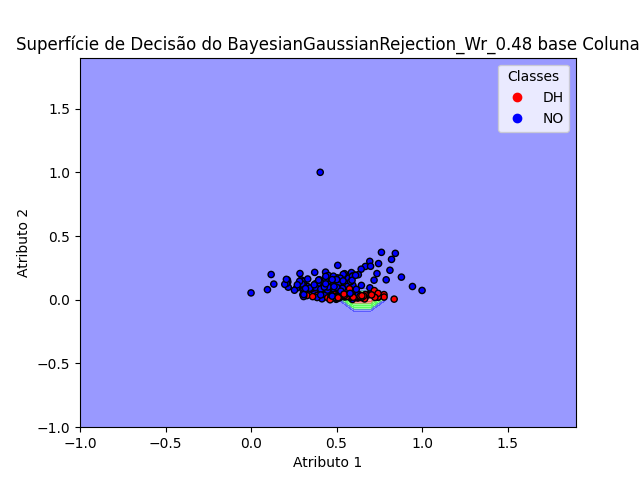 Superfície de Decisão do BayesianGaussianRejection_Wr_0.48 base Coluna
Classes
DH
NO
1.5
1.0
0.5
0.0
−0.5
−1.0
Atributo 2
−1.0
−0.5
0.0
0.5
1.0
1.5
Atributo 1